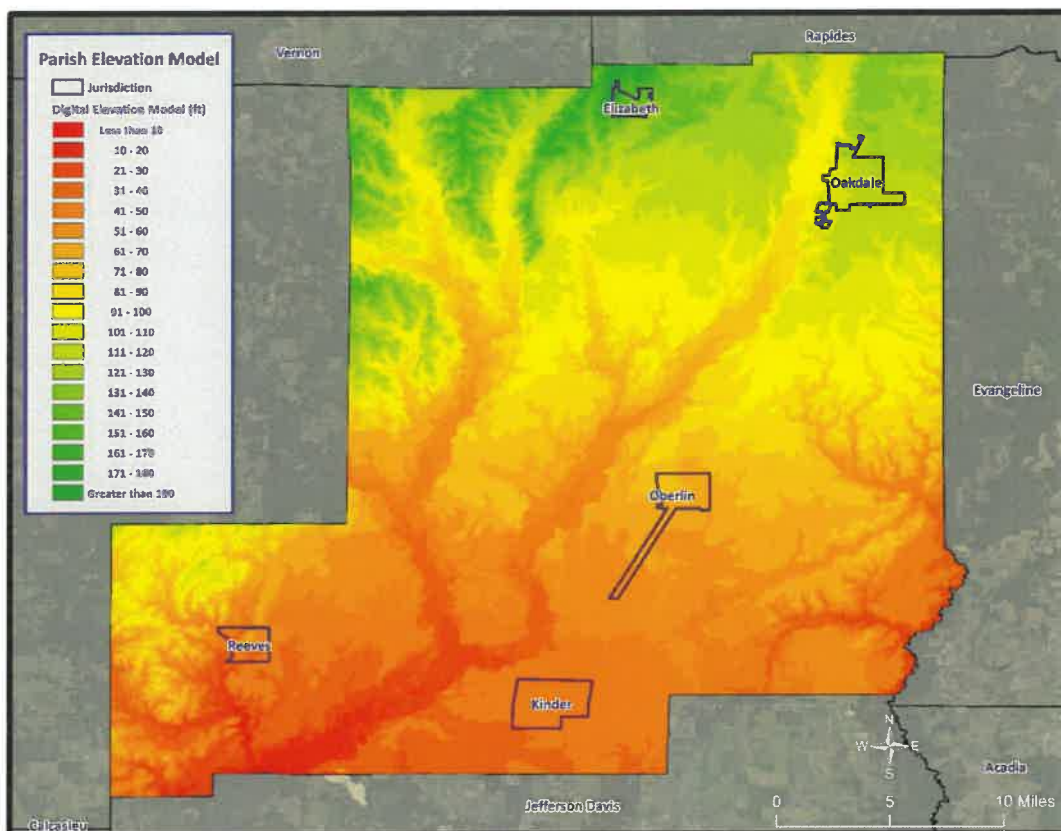 Vernon
Rapides
Parish Elevation Model
Jurisdiction
Digital Elevation Model (ft)
Less than 10
10 - 20
21 - 30
31 - 40
41 - 50
51 - 60
61 - 70
71 - 80
81 - 90
91 - 100
101 - 110
111 - 120
121 - 130
131 - 140
141 - 150
151 - 160
161 - 170
171 - 180
Greater than 180
Elizabeth
Oakdale
Evangeline
Oberlin
Reeves
Kinder
N
W E
S
Acadia
Jefferson Davis
Calcasieu
0 5 10 Miles